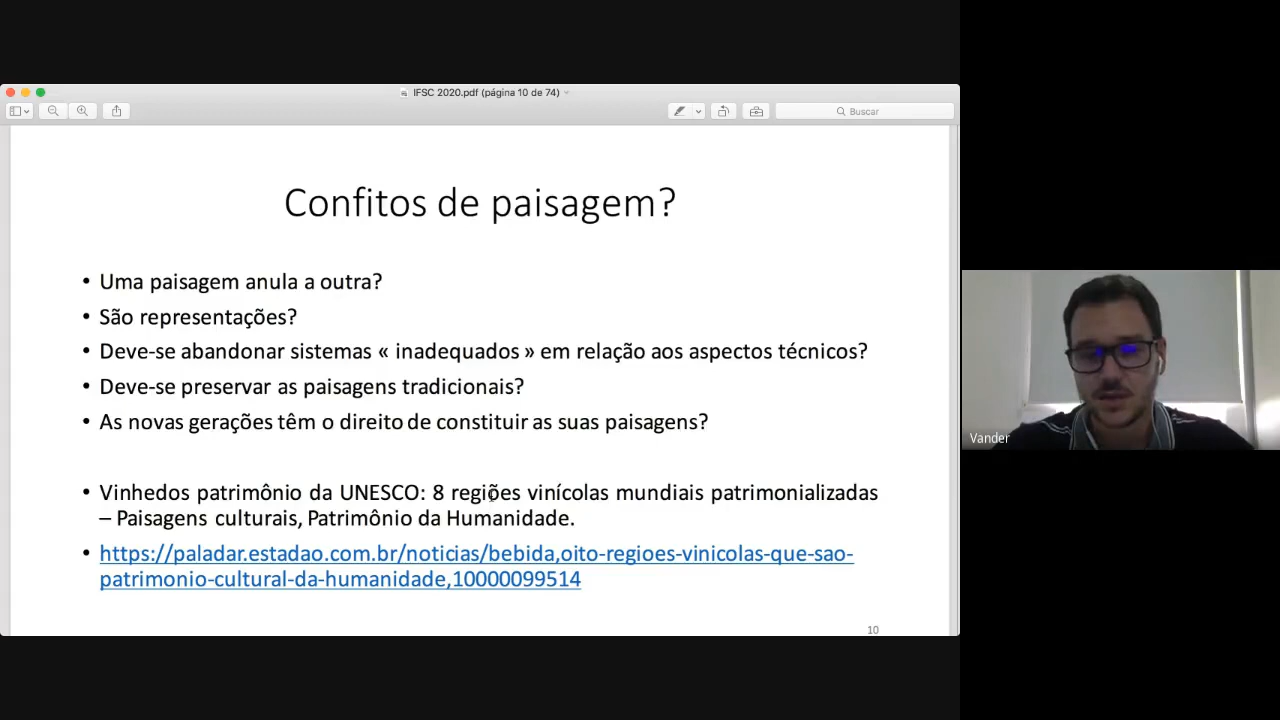 IFSC 2020.pdf (página 10 de 74)
Buscar
Confitos de paisagem?
• Uma paisagem anula a outra?
• São representações?
• Deve-se abandonar sistemas « inadequados » em relação aos aspectos técnicos?
• Deve-se preservar as paisagens tradicionais?
• As novas gerações têm o direito de constituir as suas paisagens?
• Vinhedos patrimônio da UNESCO: 8 regiões vinícolas mundiais patrimonializadas
– Paisagens culturais, Patrimônio da Humanidade.
• https://paladar.estadao.com.br/noticias/bebida,oito-regioes-vinicolas-que-sao-
patrimonio-cultural-da-humanidade,10000099514
10
Vander